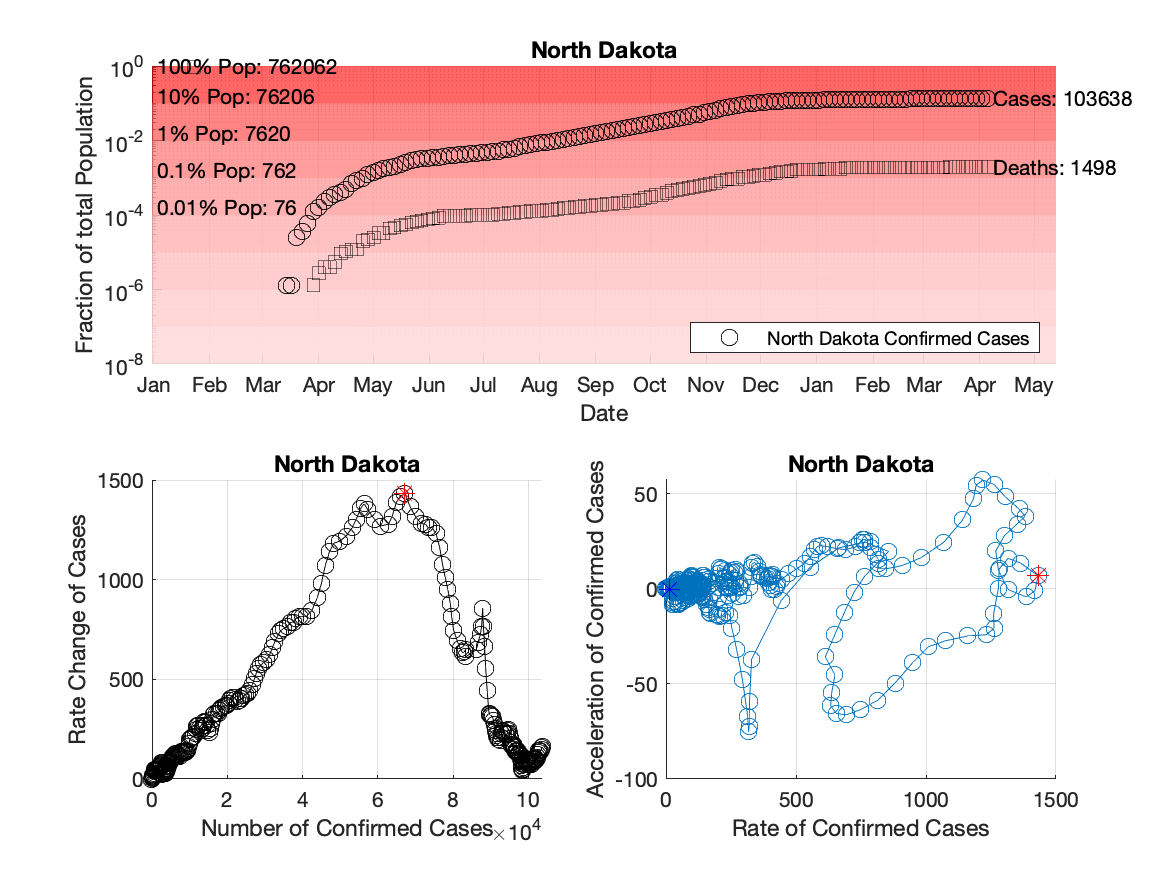 North Dakota
10^0
10^-2
10^-4
10^-6
10^-8
Fraction of total Population
100% Pop: 762062
10% Pop: 76206
1% Pop: 7620
0.1% Pop: 762
0.01% Pop: 76
Cases: 103638
Deaths: 1498
North Dakota Confirmed Cases
Jan Feb Mar Apr May Jun Jul Aug Sep Oct Nov Dec Jan Feb Mar Apr May
Date
North Dakota
1500
1000
500
0
Rate Change of Cases
0 2 4 6 8 10
Number of Confirmed Cases
×10^4
North Dakota
50
0
-50
-100
Acceleration of Confirmed Cases
0 500 1000 1500
Rate of Confirmed Cases